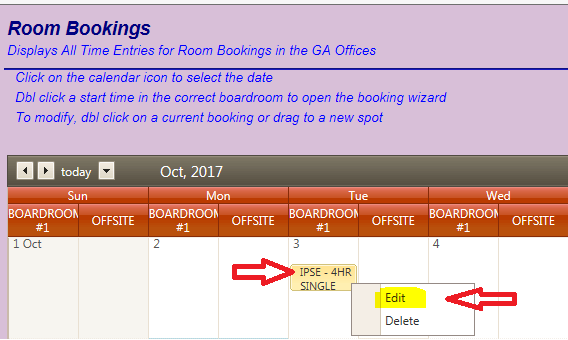 Room Bookings
Displays All Time Entries for Room Bookings in the GA Offices
Click on the calendar icon to select the date
Dbl click a start time in the correct boardroom to open the booking wizard
To modify, dbl click on a current booking or drag to a new spot
today Oct, 2017
Sun Mon Tue Wed
BOARDROOM #1 OFFSITE BOARDROOM #1 OFFSITE BOARDROOM #1 OFFSITE BOARDROOM #1 OFFSITE
1 Oct 2 3 4
IPSE - 4HR
SINGLE
Edit
Delete